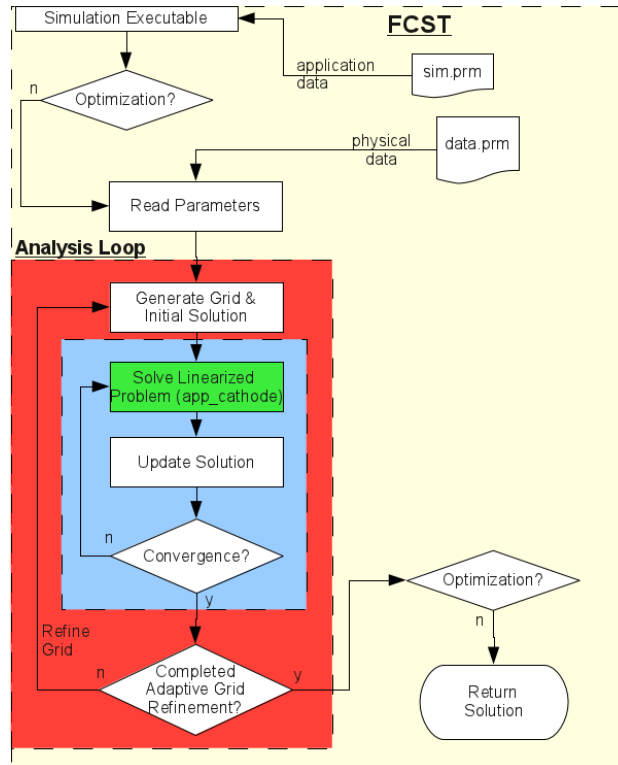 Simulation Executable
FCST
application
data
sim.prm
n
Optimization?
physical
data
data.prm
Read Parameters
Analysis Loop
Generate Grid &
Initial Solution
Solve Linearized
Problem (app_cathode)
Update Solution
n
Convergence?
y
Optimization?
n
Refine
Grid
n
Completed
Adaptive Grid
Refinement?
y
Return
Solution